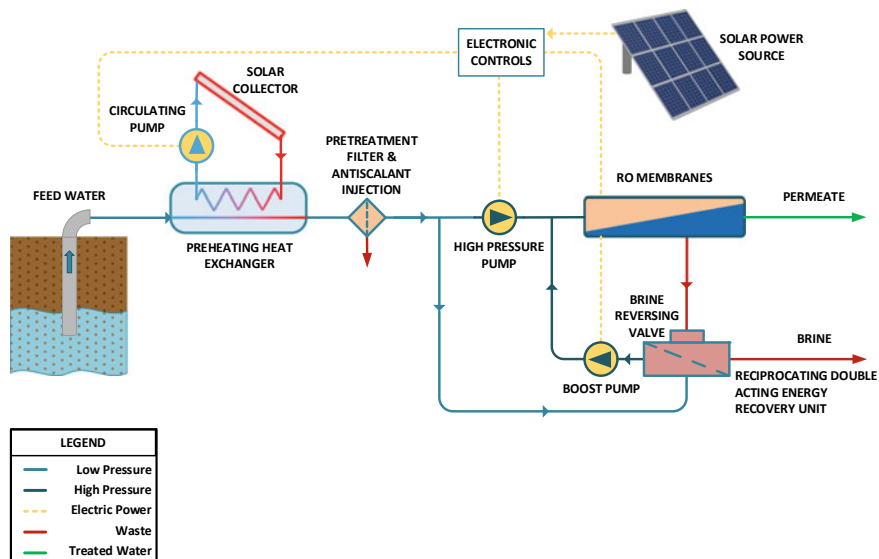 ELECTRONIC
CONTROLS
SOLAR POWER
SOURCE
SOLAR
COLLECTOR
CIRCULATING
PUMP
PRETREATMENT
FILTER &
ANTISCALANT
INJECTION
FEED WATER
RO MEMBRANES
PERMEATE
PREHEATING HEAT
EXCHANGER
HIGH PRESSURE
PUMP
BRINE
REVERSING
VALVE
BRINE
BOOST PUMP
RECIPROCATING DOUBLE
ACTING ENERGY
RECOVERY UNIT
LEGEND
Low Pressure
High Pressure
Electric Power
Waste
Treated Water